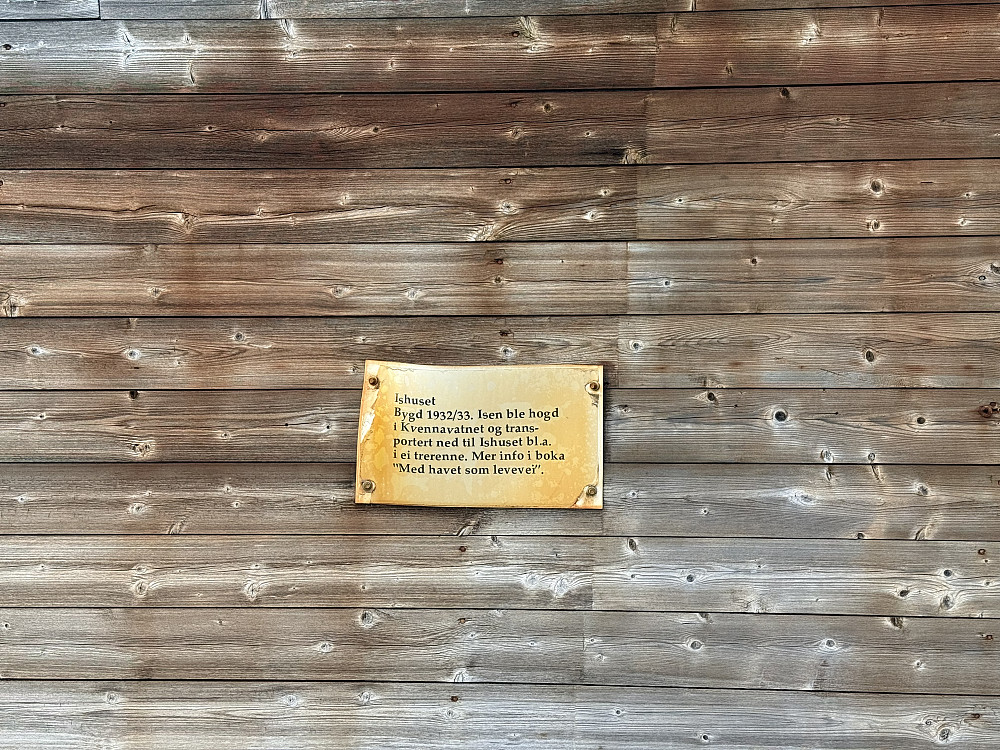 Ishuset
Bygd 1932/33. Isen ble hogd
i Kvennavatnet og trans-
portert ned til Ishuset bl.a.
i ei trerenne. Mer info i boka
"Med havet som levevei".